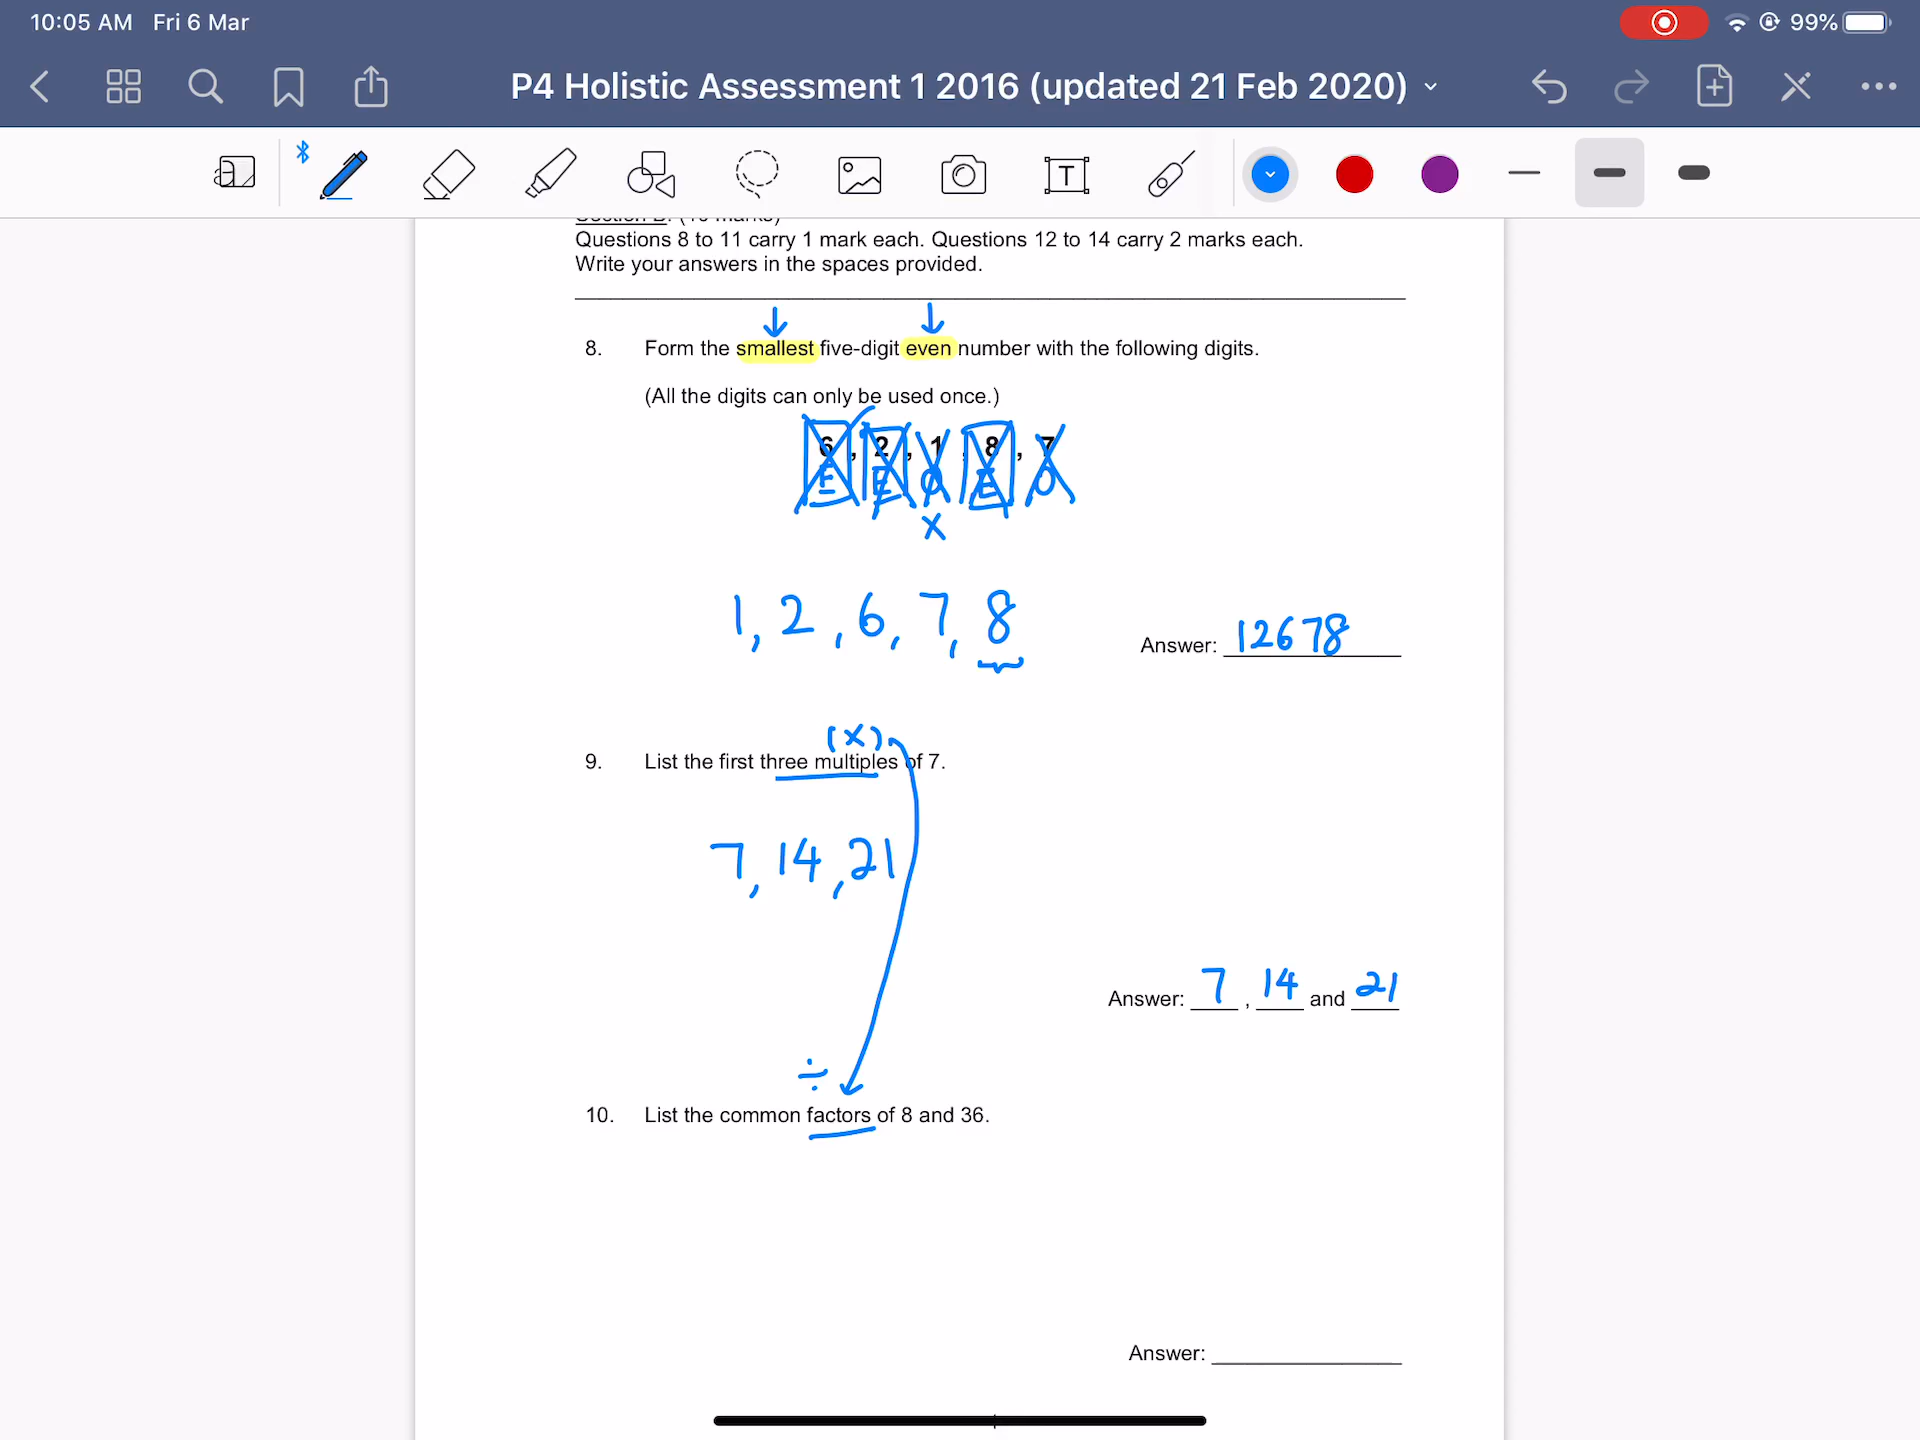 10:05 AM Fri 6 Mar 99%
P4 Holistic Assessment 1 2016 (updated 21 Feb 2020)
Questions 8 to 11 carry 1 mark each. Questions 12 to 14 carry 2 marks each.
Write your answers in the spaces provided.
8. Form the smallest five-digit even number with the following digits.
(All the digits can only be used once.)
6, 2, 1, 8, 7
E E O E O
X
1, 2, 6, 7, 8
Answer: 12678
(X)
9. List the first three multiples of 7.
7, 14, 21
Answer: 7, 14 and 21
÷
10. List the common factors of 8 and 36.
Answer: